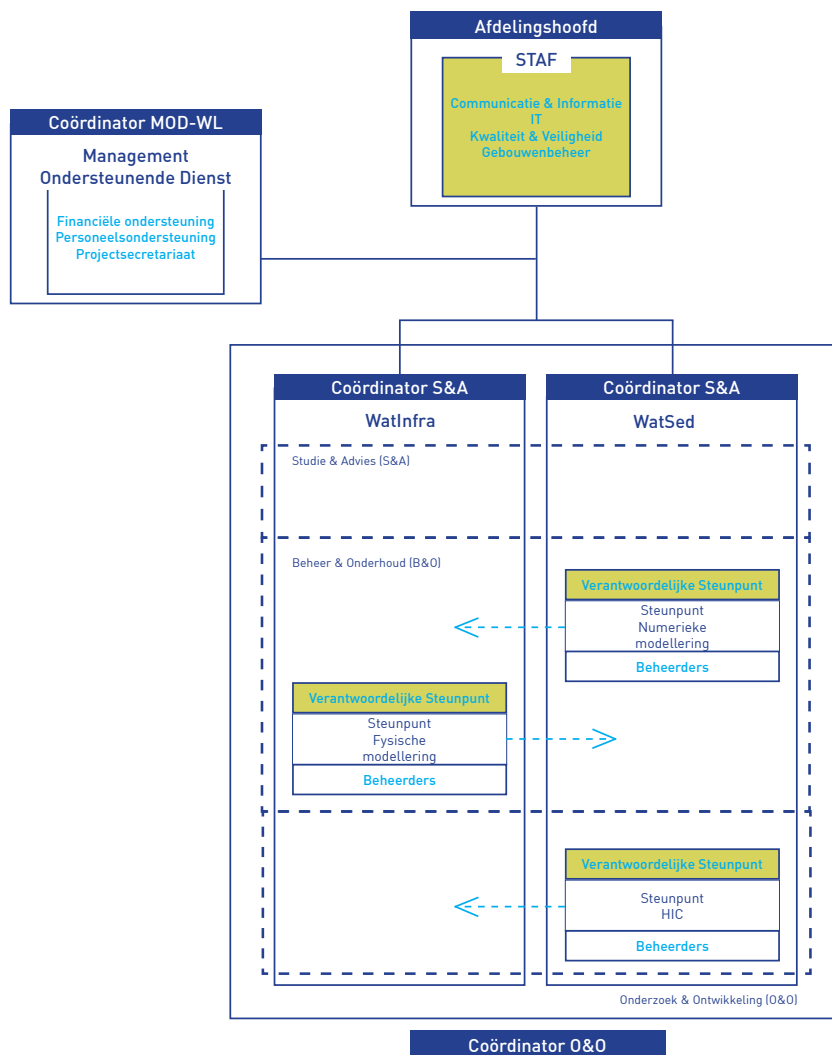 Afdelingshoofd
STAF
Communicatie & Informatie
IT
Kwaliteit & Veiligheid
Gebouwenbeheer
Coördinator MOD-WL
Management
Ondersteunende Dienst
Financiële ondersteuning
Personeelsondersteuning
Projectsecretariaat
Coördinator S&A
WatInfra
Coördinator S&A
WatSed
Studie & Advies (S&A)
Beheer & Onderhoud (B&O)
Verantwoordelijke Steunpunt
Steunpunt
Numerieke
modellering
Beheerders
Verantwoordelijke Steunpunt
Steunpunt
Fysische
modellering
Beheerders
Verantwoordelijke Steunpunt
Steunpunt
HIC
Beheerders
Onderzoek & Ontwikkeling (O&O)
Coördinator O&O